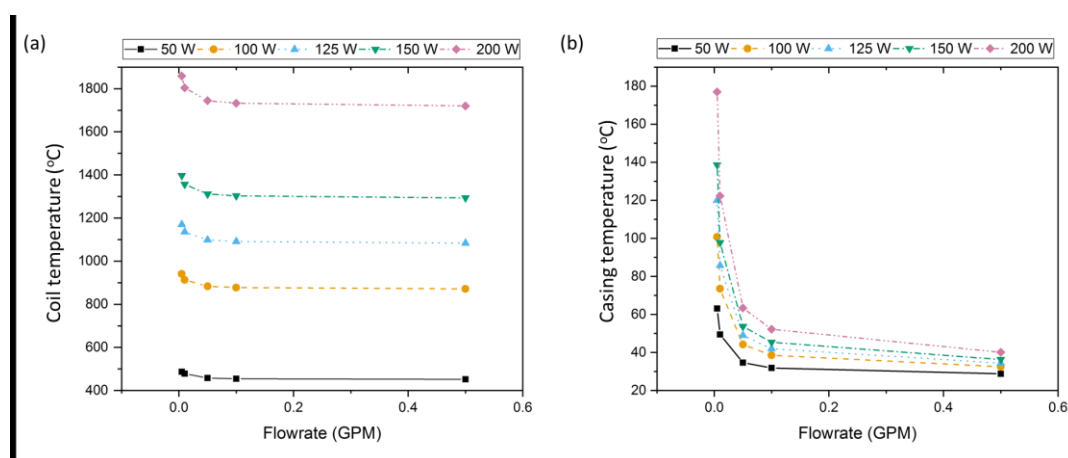 (a)
50 W 100 W 125 W 150 W 200 W
1800
1600
1400
1200
1000
800
600
400
0.0 0.2 0.4 0.6
Coil temperature (°C)
Flowrate (GPM)
(b)
50 W 100 W 125 W 150 W 200 W
180
160
140
120
100
80
60
40
20
0.0 0.2 0.4 0.6
Casing temperature (°C)
Flowrate (GPM)